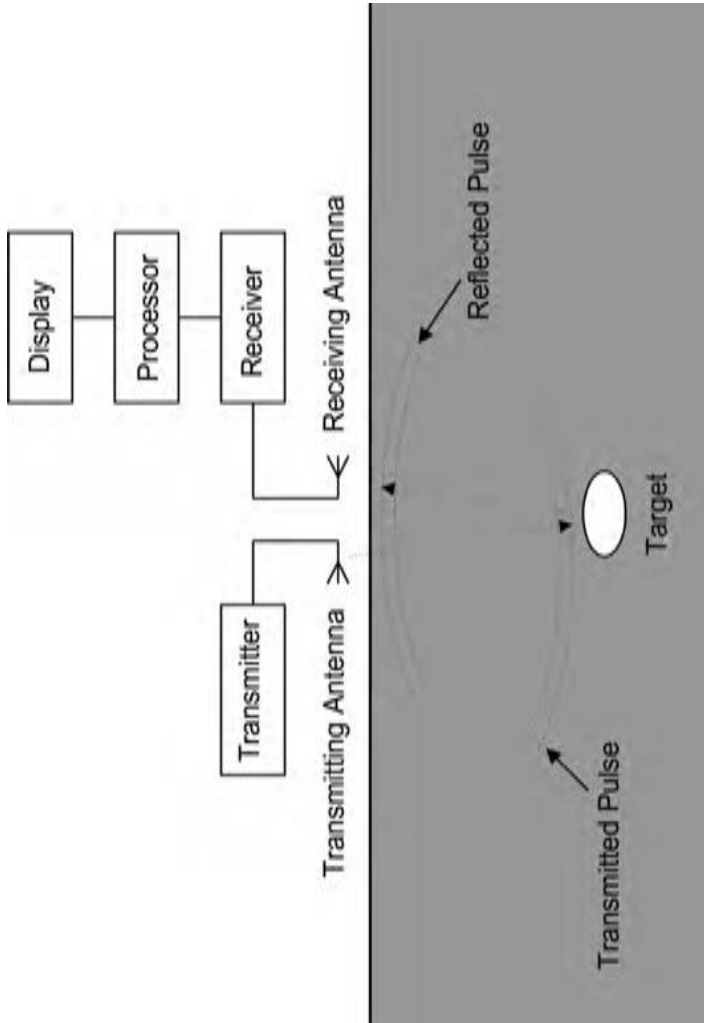 Display
Processor
Transmitter
Receiver
Transmitting Antenna
Receiving Antenna
Reflected Pulse
Transmitted Pulse
Target